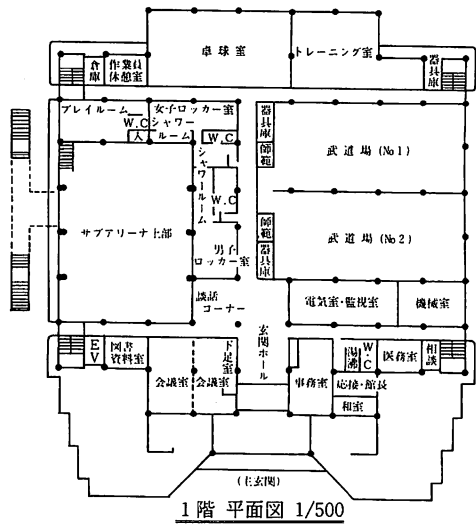 卓球室
トレーニング室
倉庫
作業員
休憩室
器具庫
プレイルーム
女子ロッカー室
W.C
シャワー
ルーム
W.C
器具庫
師範
武道場(No1)
シャワールーム
W.C
サブアリーナ上部
師範
器具庫
武道場(No2)
男子
ロッカー室
談話
コーナー
電気室・監視室
機械室
玄関ホール
EV
図書
資料室
下足室
会議室
会議室
事務室
湯沸
W・C
医務室
相談
応接・館長
和室
(主玄関)
1階 平面図 1/500